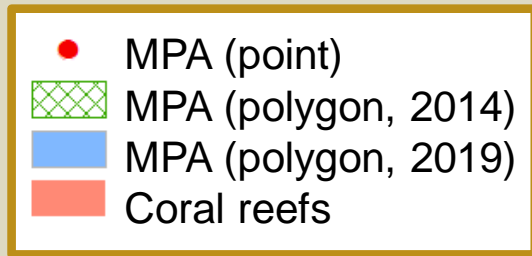 MPA (point)
MPA (polygon, 2014)
MPA (polygon, 2019)
Coral reefs